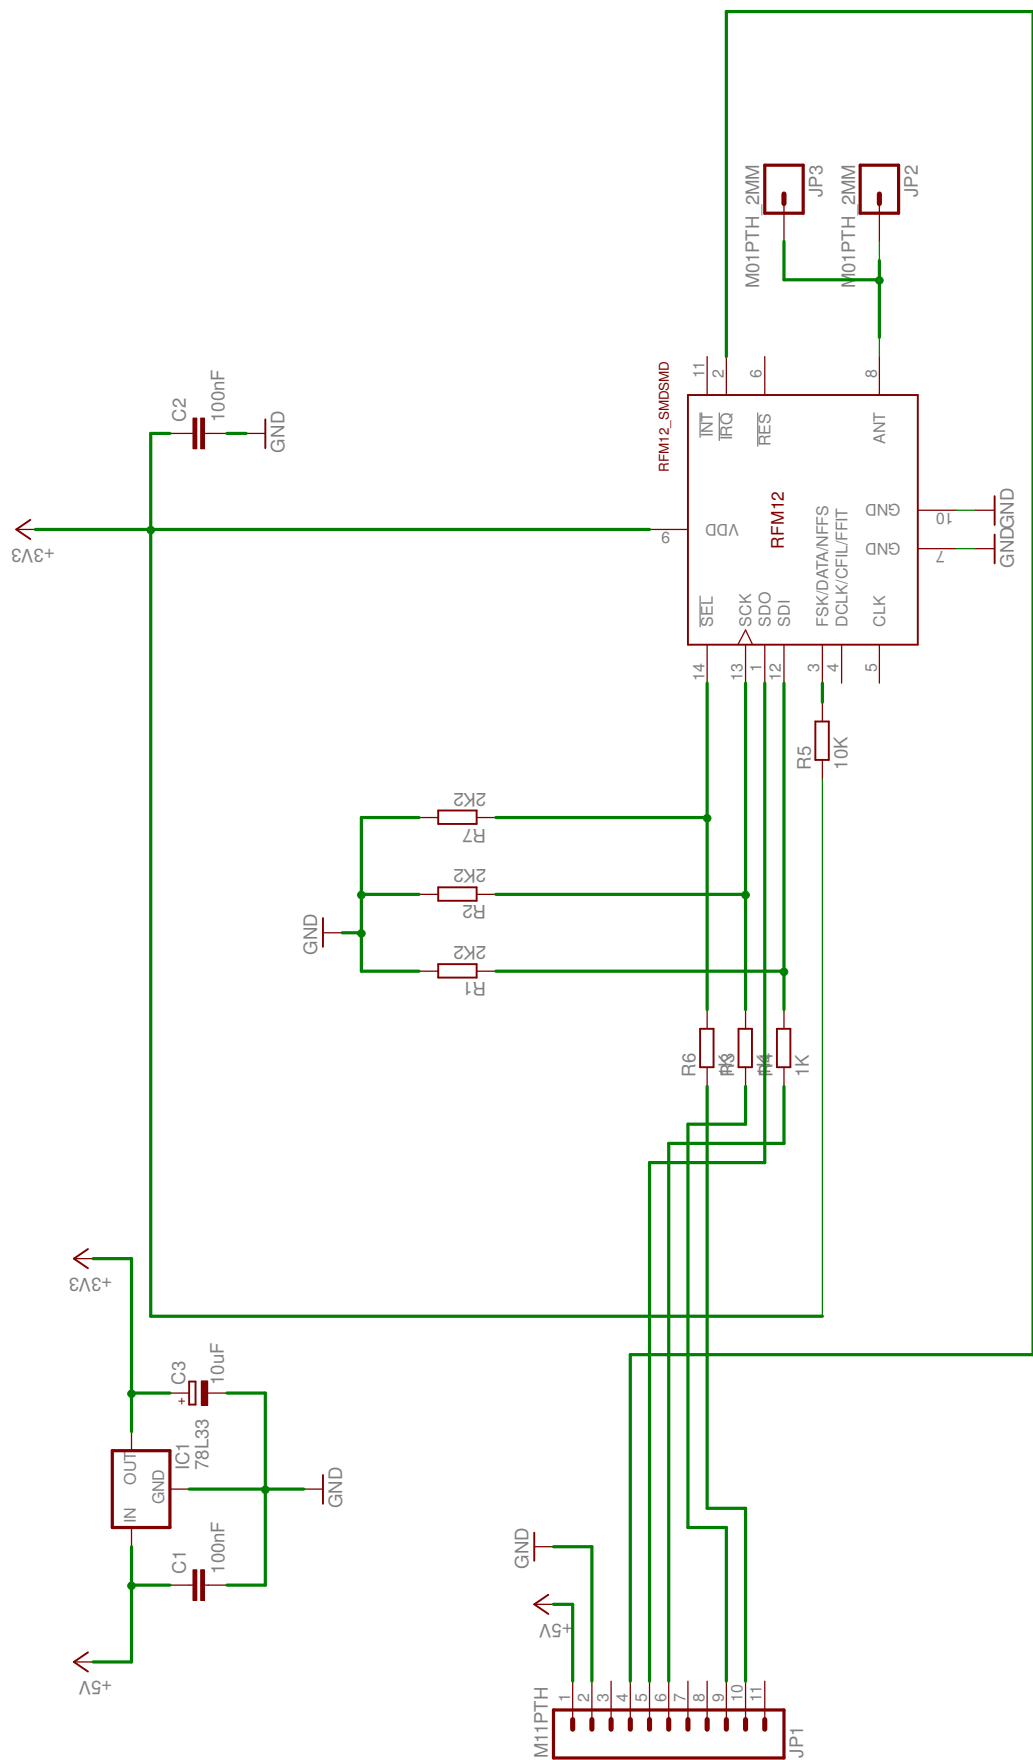 M01PTH_2MM
JP3
M01PTH_2MM
JP2
C2
100nF
GND
+3V3
RFM12_SMDSMD
11
2
6
8
INT
IRQ
RES
ANT
9
VDD
RFM12
GND
10
GND
GND
7
GND
SEL
SCK
SDO
SDI
FSK/DATA/NFFS
DCLK/CFIL/FFIT
CLK
14
13
1
12
3
4
5
R5
10K
2K2
R7
2K2
R2
GND
2K2
R1
R6
R3
1K
+3V3
C3
10uF
+
IC1
78L33
OUT
GND
IN
GND
C1
100nF
+5V
GND
+5V
M11PTH
1
2
3
4
5
6
7
8
9
10
11
JP1